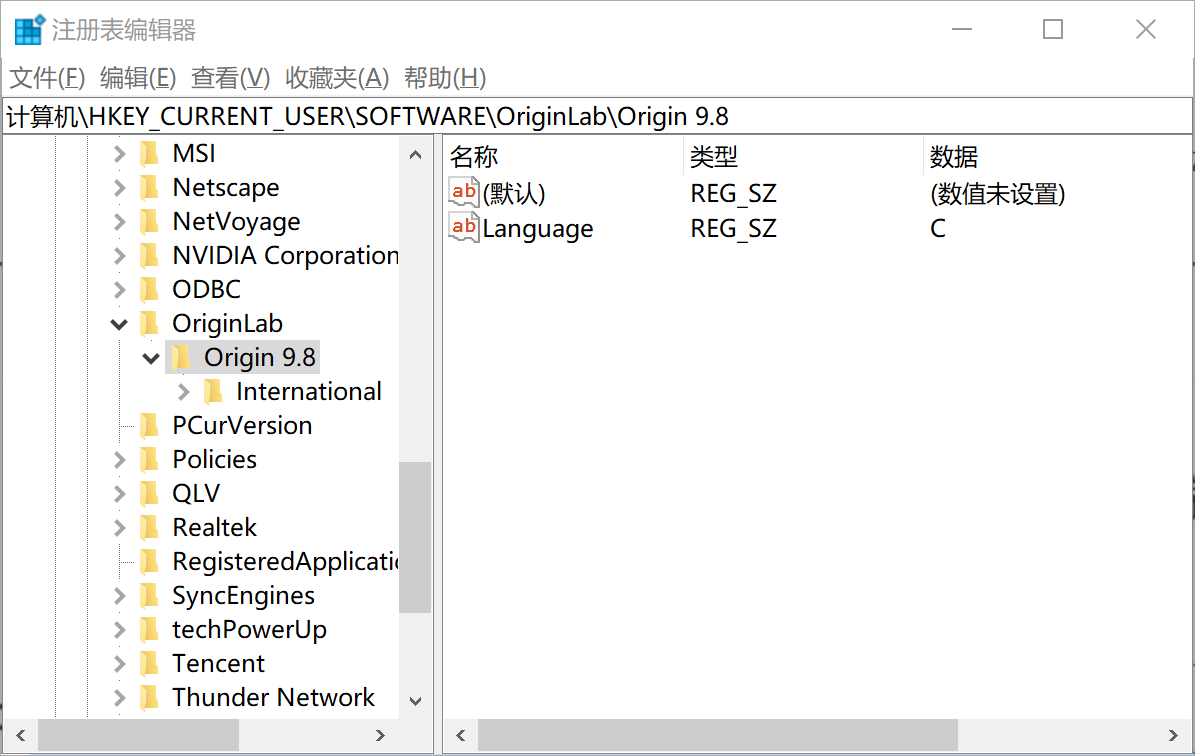 注册表编辑器
文件(F) 编辑(E) 查看(V) 收藏夹(A) 帮助(H)
计算机\HKEY_CURRENT_USER\SOFTWARE\OriginLab\Origin 9.8
MSI
Netscape
NetVoyage
NVIDIA Corporation
ODBC
OriginLab
Origin 9.8
International
PCurVersion
Policies
QLV
Realtek
RegisteredApplicatio
SyncEngines
techPowerUp
Tencent
Thunder Network
名称 类型 数据
ab (默认) REG_SZ (数值未设置)
ab Language REG_SZ C